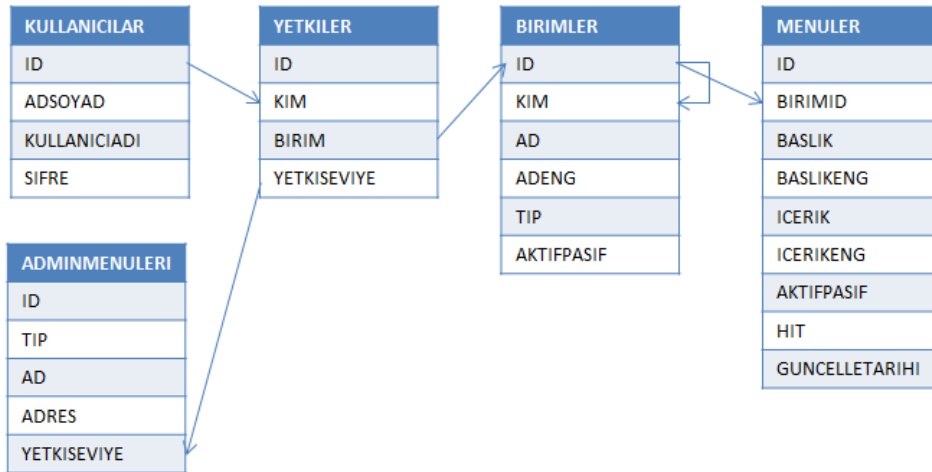 KULLANICILAR
ID
ADSOYAD
KULLANICIADI
SIFRE
YETKILER
ID
KIM
BIRIM
YETKISEVIYE
BIRIMLER
ID
KIM
AD
ADENG
TIP
AKTIFPASIF
MENULER
ID
BIRIMID
BASLIK
BASLIKENG
ICERIK
ICERIKENG
AKTIFPASIF
HIT
GUNCELLETARIHI
ADMINMENULERI
ID
TIP
AD
ADRES
YETKISEVIYE